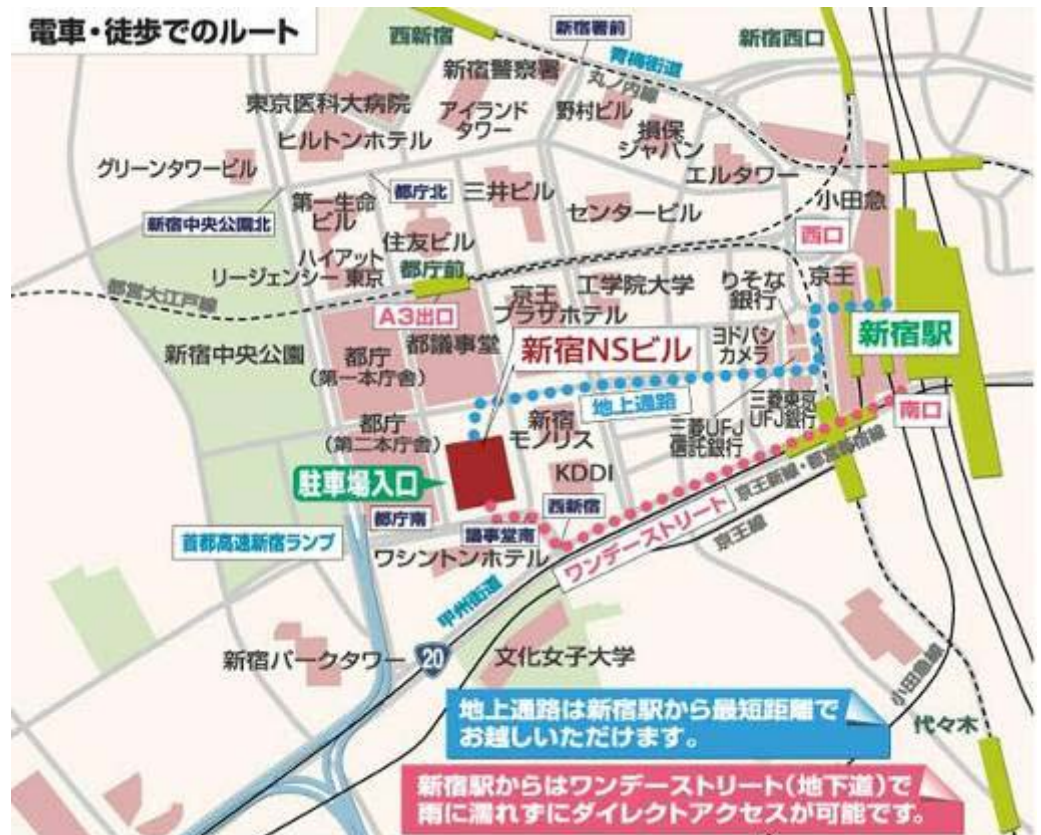 電車・徒歩でのルート
西新宿
新宿署前
新宿西口
青梅街道
新宿警察署
丸ノ内線
東京医科大病院
アイランド
タワー
野村ビル
ヒルトンホテル
損保
ジャパン
グリーンタワービル
エルタワー
都庁北
三井ビル
小田急
第一生命
ビル
センタービル
新宿中央公園北
住友ビル
西口
ハイアット
リージェンシー 東京
都庁前
工学院大学
りそな
銀行
京王
都営大江戸線
京王
プラザホテル
A3出口
新宿駅
新宿中央公園
都庁
(第一本庁舎)
都議事堂
新宿NSビル
ヨドバシ
カメラ
地上通路
三菱東京
UFJ銀行
南口
都庁
(第二本庁舎)
新宿
モノリス
三菱UFJ
信託銀行
KDDI
京王新線・都営新宿線
駐車場入口
都庁南
西新宿
議事堂南
ワンデーストリート
京王線
首都高速新宿ランプ
ワシントンホテル
甲州街道
新宿パークタワー
20
文化女子大学
小田急線
代々木
地上通路は新宿駅から最短距離で
お越しいただけます。
新宿駅からはワンデーストリート(地下道)で
雨に濡れずにダイレクトアクセスが可能です。